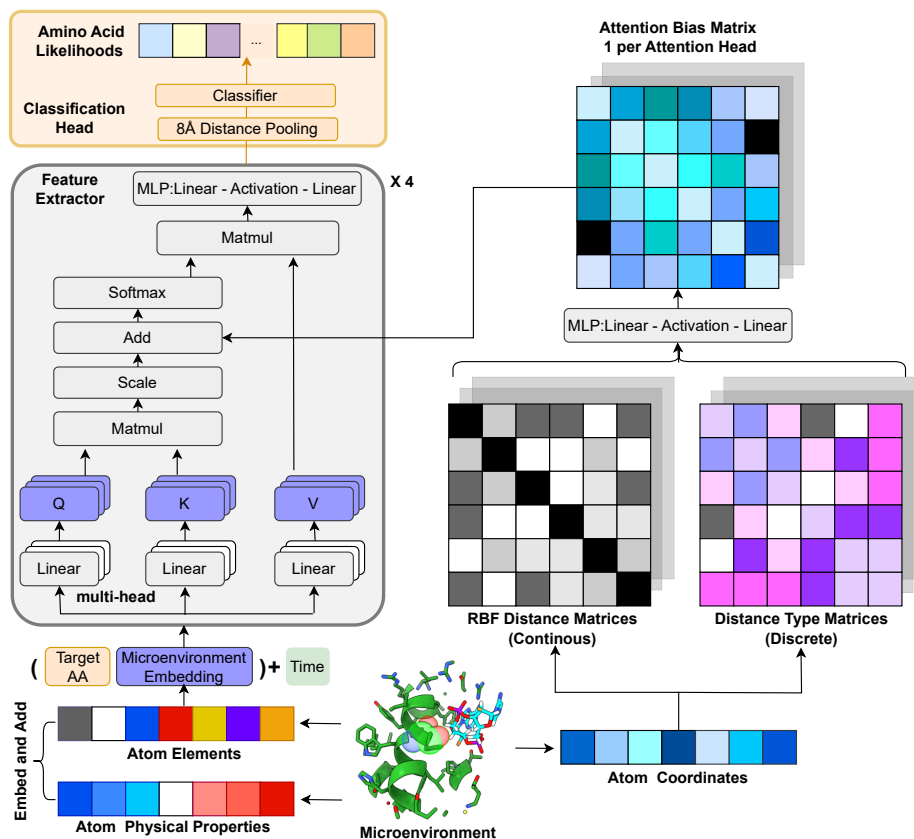 Amino Acid
Likelihoods
...
Classifier
Classification
Head
8Å Distance Pooling
Attention Bias Matrix
1 per Attention Head
Feature
Extractor
MLP:Linear - Activation - Linear
X 4
Matmul
Softmax
Add
Scale
Matmul
Q
K
V
Linear
Linear
Linear
multi-head
MLP:Linear - Activation - Linear
RBF Distance Matrices
(Continous)
Distance Type Matrices
(Discrete)
(
Target
AA
Microenvironment
Embedding
) +
Time
Embed and Add
Atom Elements
Atom Physical Properties
Microenvironment
Atom Coordinates